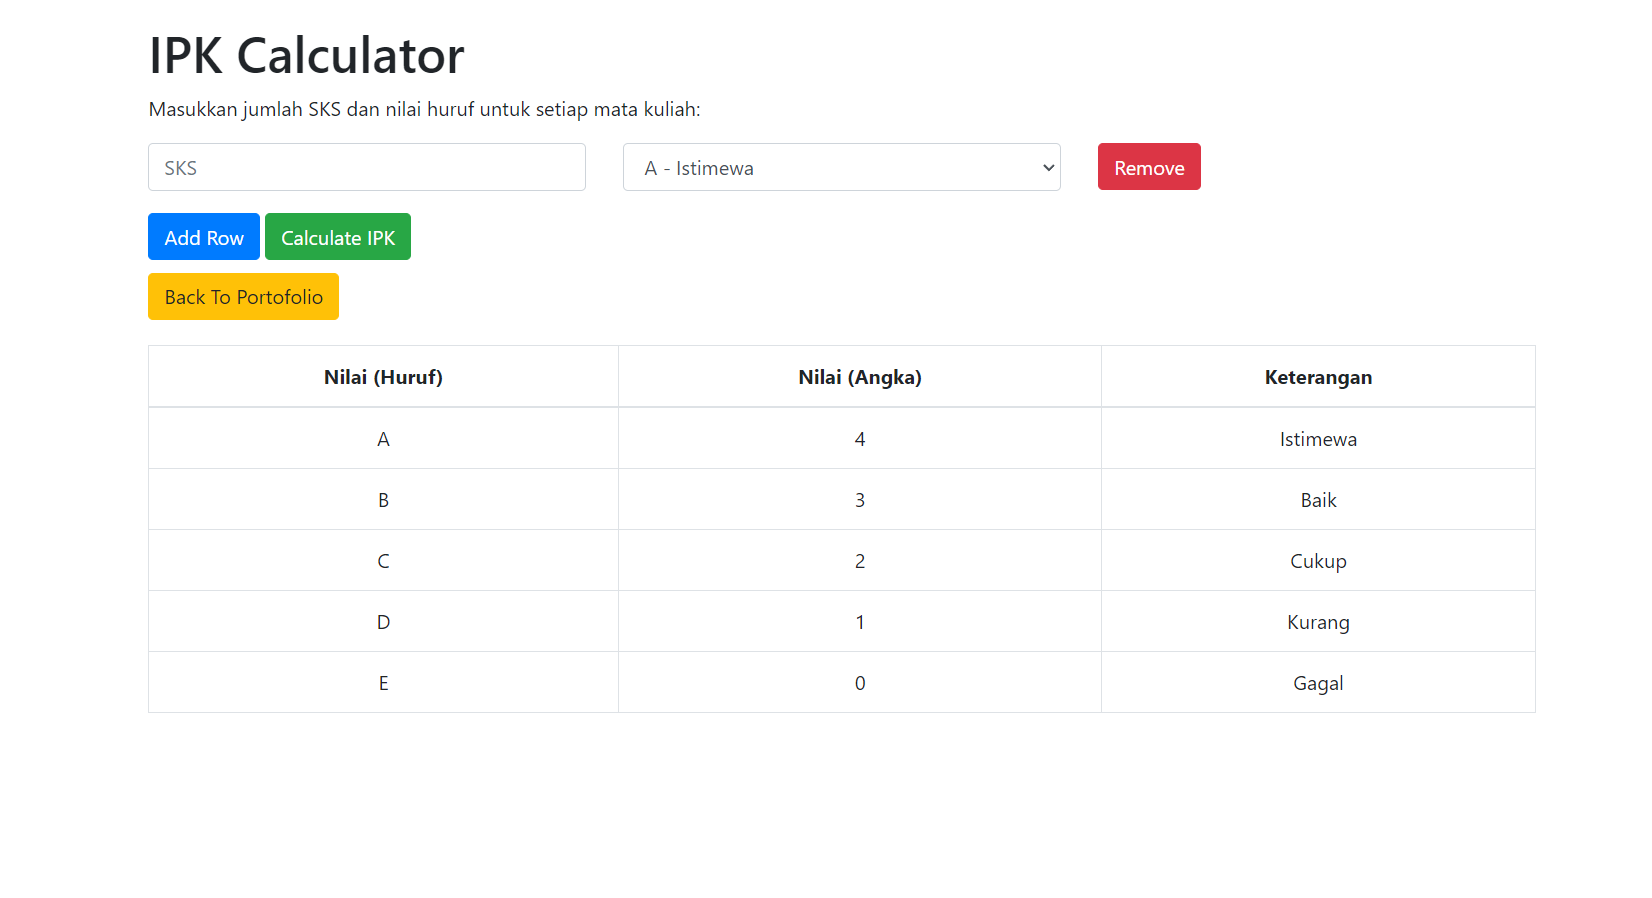 IPK Calculator
Masukkan jumlah SKS dan nilai huruf untuk setiap mata kuliah:
SKS A - Istimewa Remove
Add Row Calculate IPK
Back To Portofolio
Nilai (Huruf) Nilai (Angka) Keterangan
A 4 Istimewa
B 3 Baik
C 2 Cukup
D 1 Kurang
E 0 Gagal